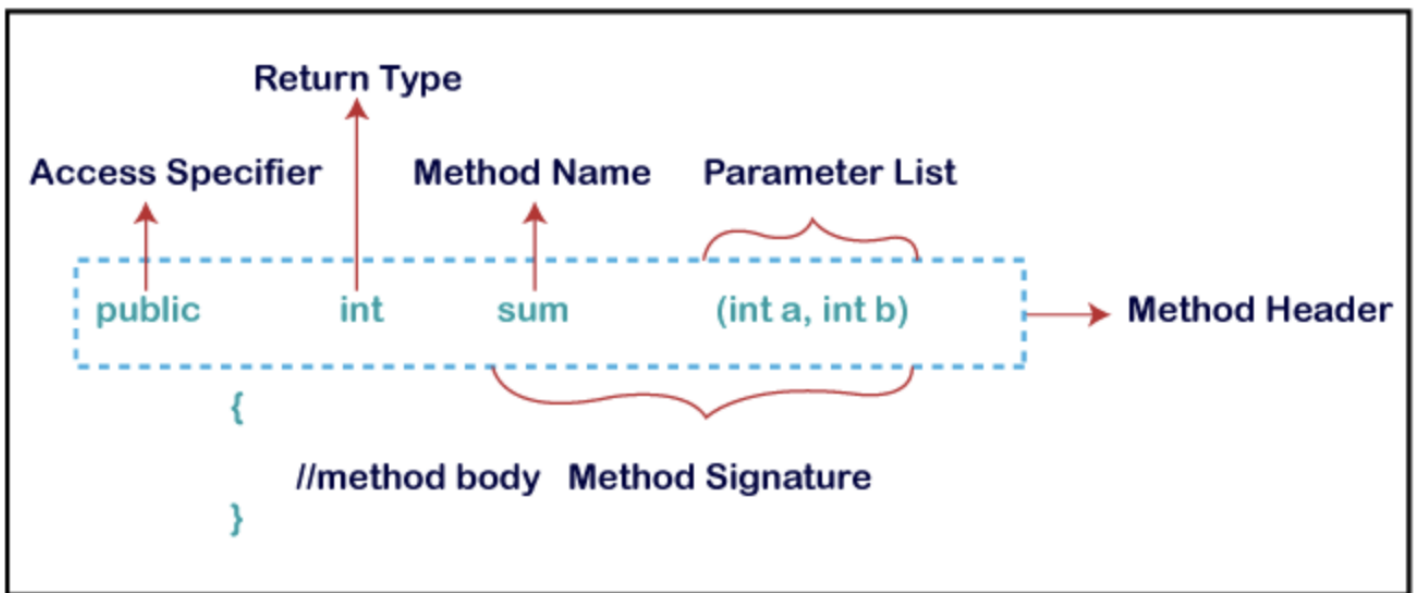 Return Type
Access Specifier Method Name Parameter List
public int sum (int a, int b) Method Header
{
//method body Method Signature
}